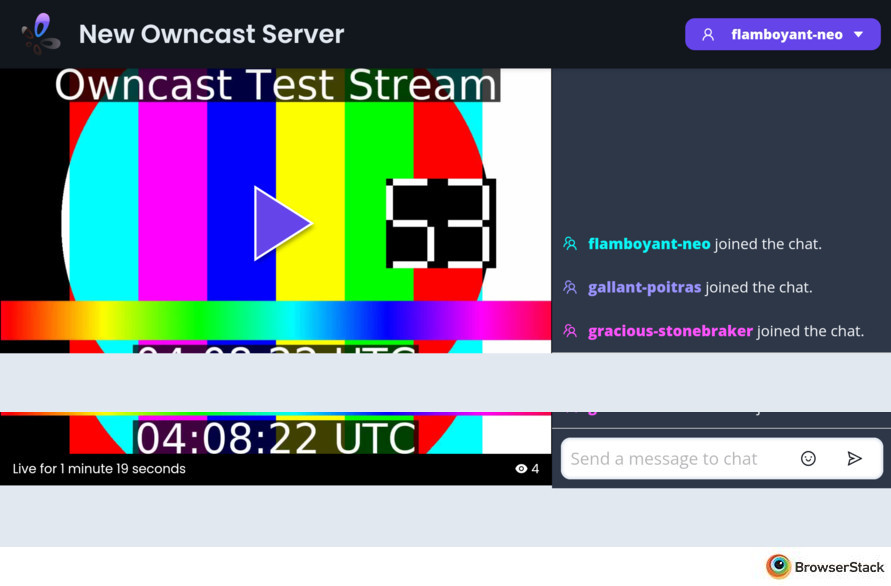 New Owncast Server
flamboyant-neo
Owncast Test Stream
53
flamboyant-neo joined the chat.
gallant-poitras joined the chat.
gracious-stonebraker joined the chat.
04:08:22 UTC
04:08:22 UTC
Live for 1 minute 19 seconds
4
Send a message to chat
BrowserStack